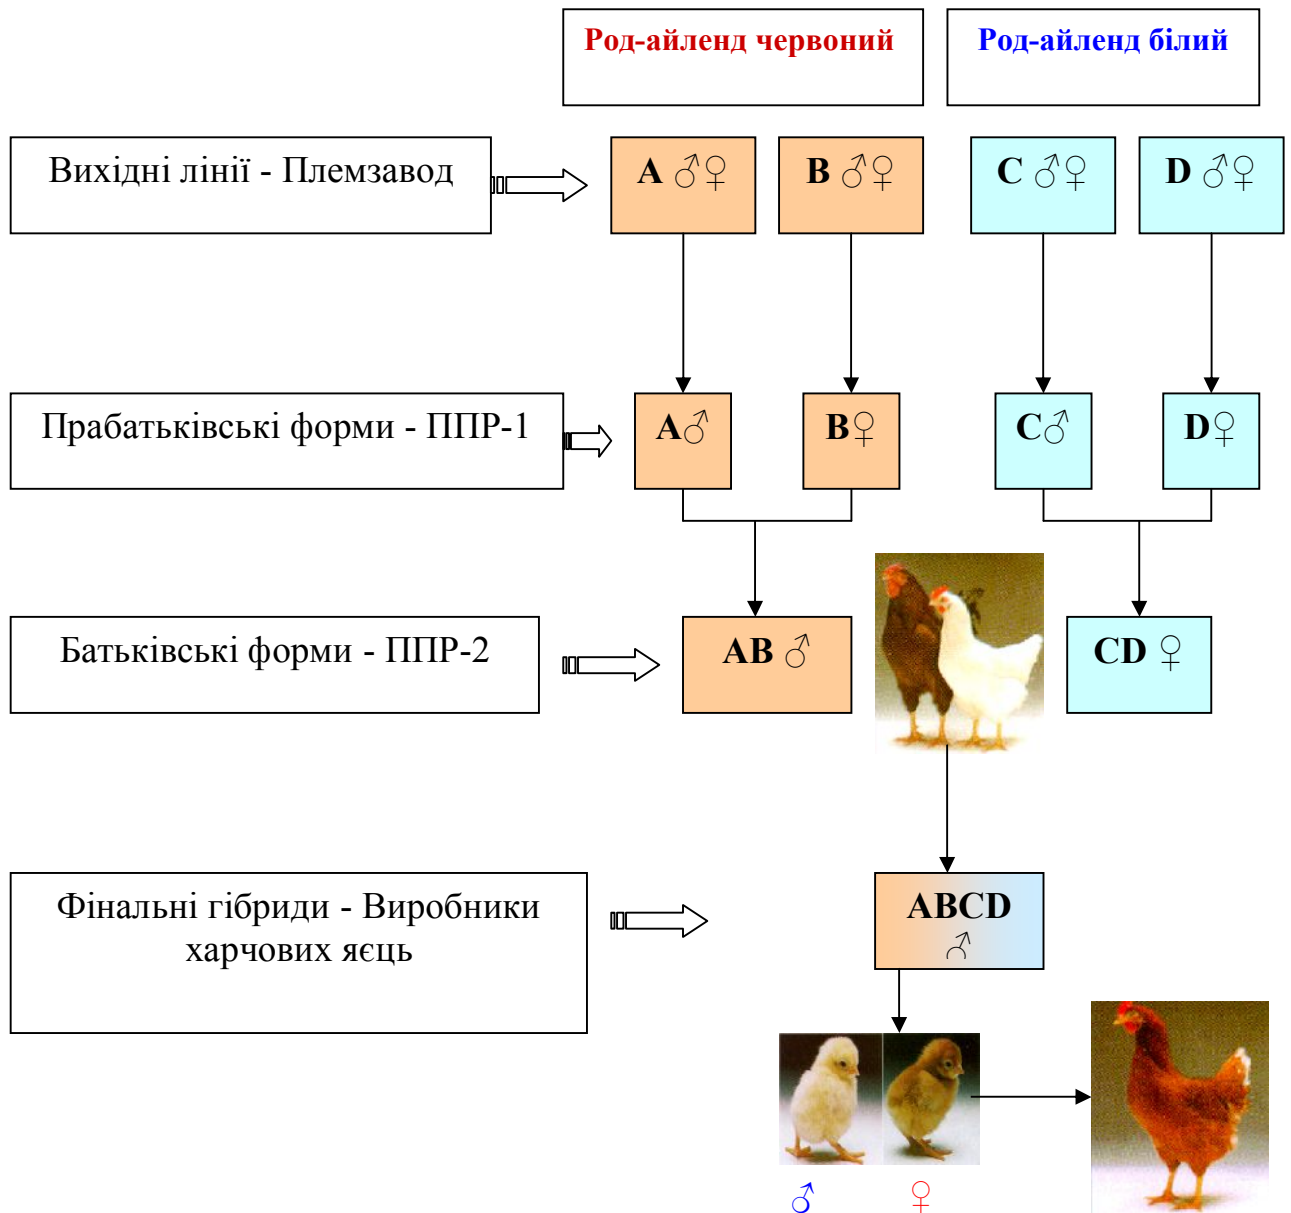 Род-айленд червоний
Род-айленд білий
Вихідні лінії - Племзавод
A ♂♀
B ♂♀
C ♂♀
D ♂♀
Прабатьківські форми - ППР-1
A♂
B♀
C♂
D♀
Батьківські форми - ППР-2
AB ♂
CD ♀
Фінальні гібриди - Виробники
харчових яєць
ABCD
♂
♂
♀